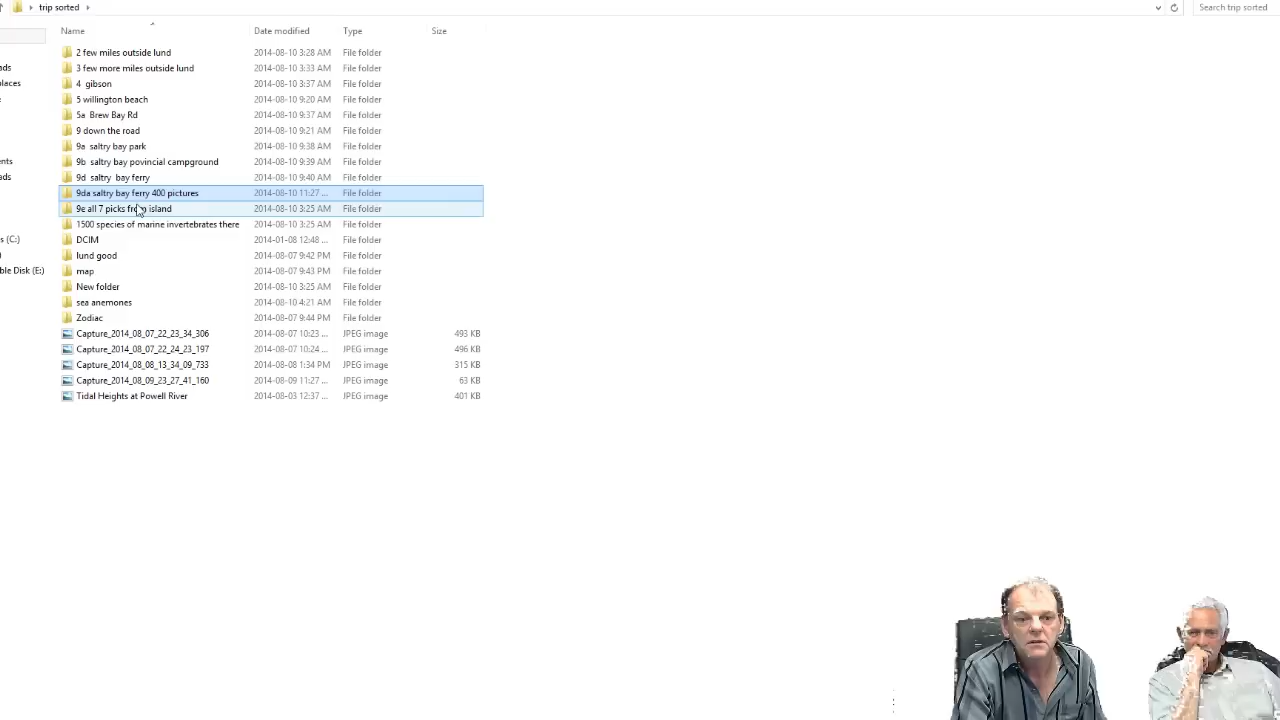 trip sorted
Search trip sorted
Name Date modified Type Size
2 few miles outside lund 2014-08-10 3:28 AM File folder
3 few more miles outside lund 2014-08-10 3:33 AM File folder
4 gibson 2014-08-10 3:37 AM File folder
5 willington beach 2014-08-10 9:20 AM File folder
5a Brew Bay Rd 2014-08-10 9:37 AM File folder
9 down the road 2014-08-10 9:21 AM File folder
9a saltry bay park 2014-08-10 9:38 AM File folder
9b saltry bay povincial campground 2014-08-10 9:39 AM File folder
9d saltry bay ferry 2014-08-10 9:40 AM File folder
9da saltry bay ferry 400 pictures 2014-08-10 11:27 ... File folder
9e all 7 picks from island 2014-08-10 3:25 AM File folder
1500 species of marine invertebrates there 2014-08-10 3:25 AM File folder
DCIM 2014-01-08 12:48 ... File folder
lund good 2014-08-07 9:42 PM File folder
map 2014-08-07 9:43 PM File folder
New folder 2014-08-10 3:25 AM File folder
sea anemones 2014-08-10 4:21 AM File folder
Zodiac 2014-08-07 9:44 PM File folder
Capture_2014_08_07_22_23_34_306 2014-08-07 10:23 ... JPEG image 493 KB
Capture_2014_08_07_22_24_23_197 2014-08-07 10:24 ... JPEG image 496 KB
Capture_2014_08_08_13_34_09_733 2014-08-08 1:34 PM JPEG image 315 KB
Capture_2014_08_09_23_27_41_160 2014-08-09 11:27 ... JPEG image 63 KB
Tidal Heights at Powell River 2014-08-03 12:37 ... JPEG image 401 KB
ads
places
ents
ads
s (C:)
ble Disk (E:)